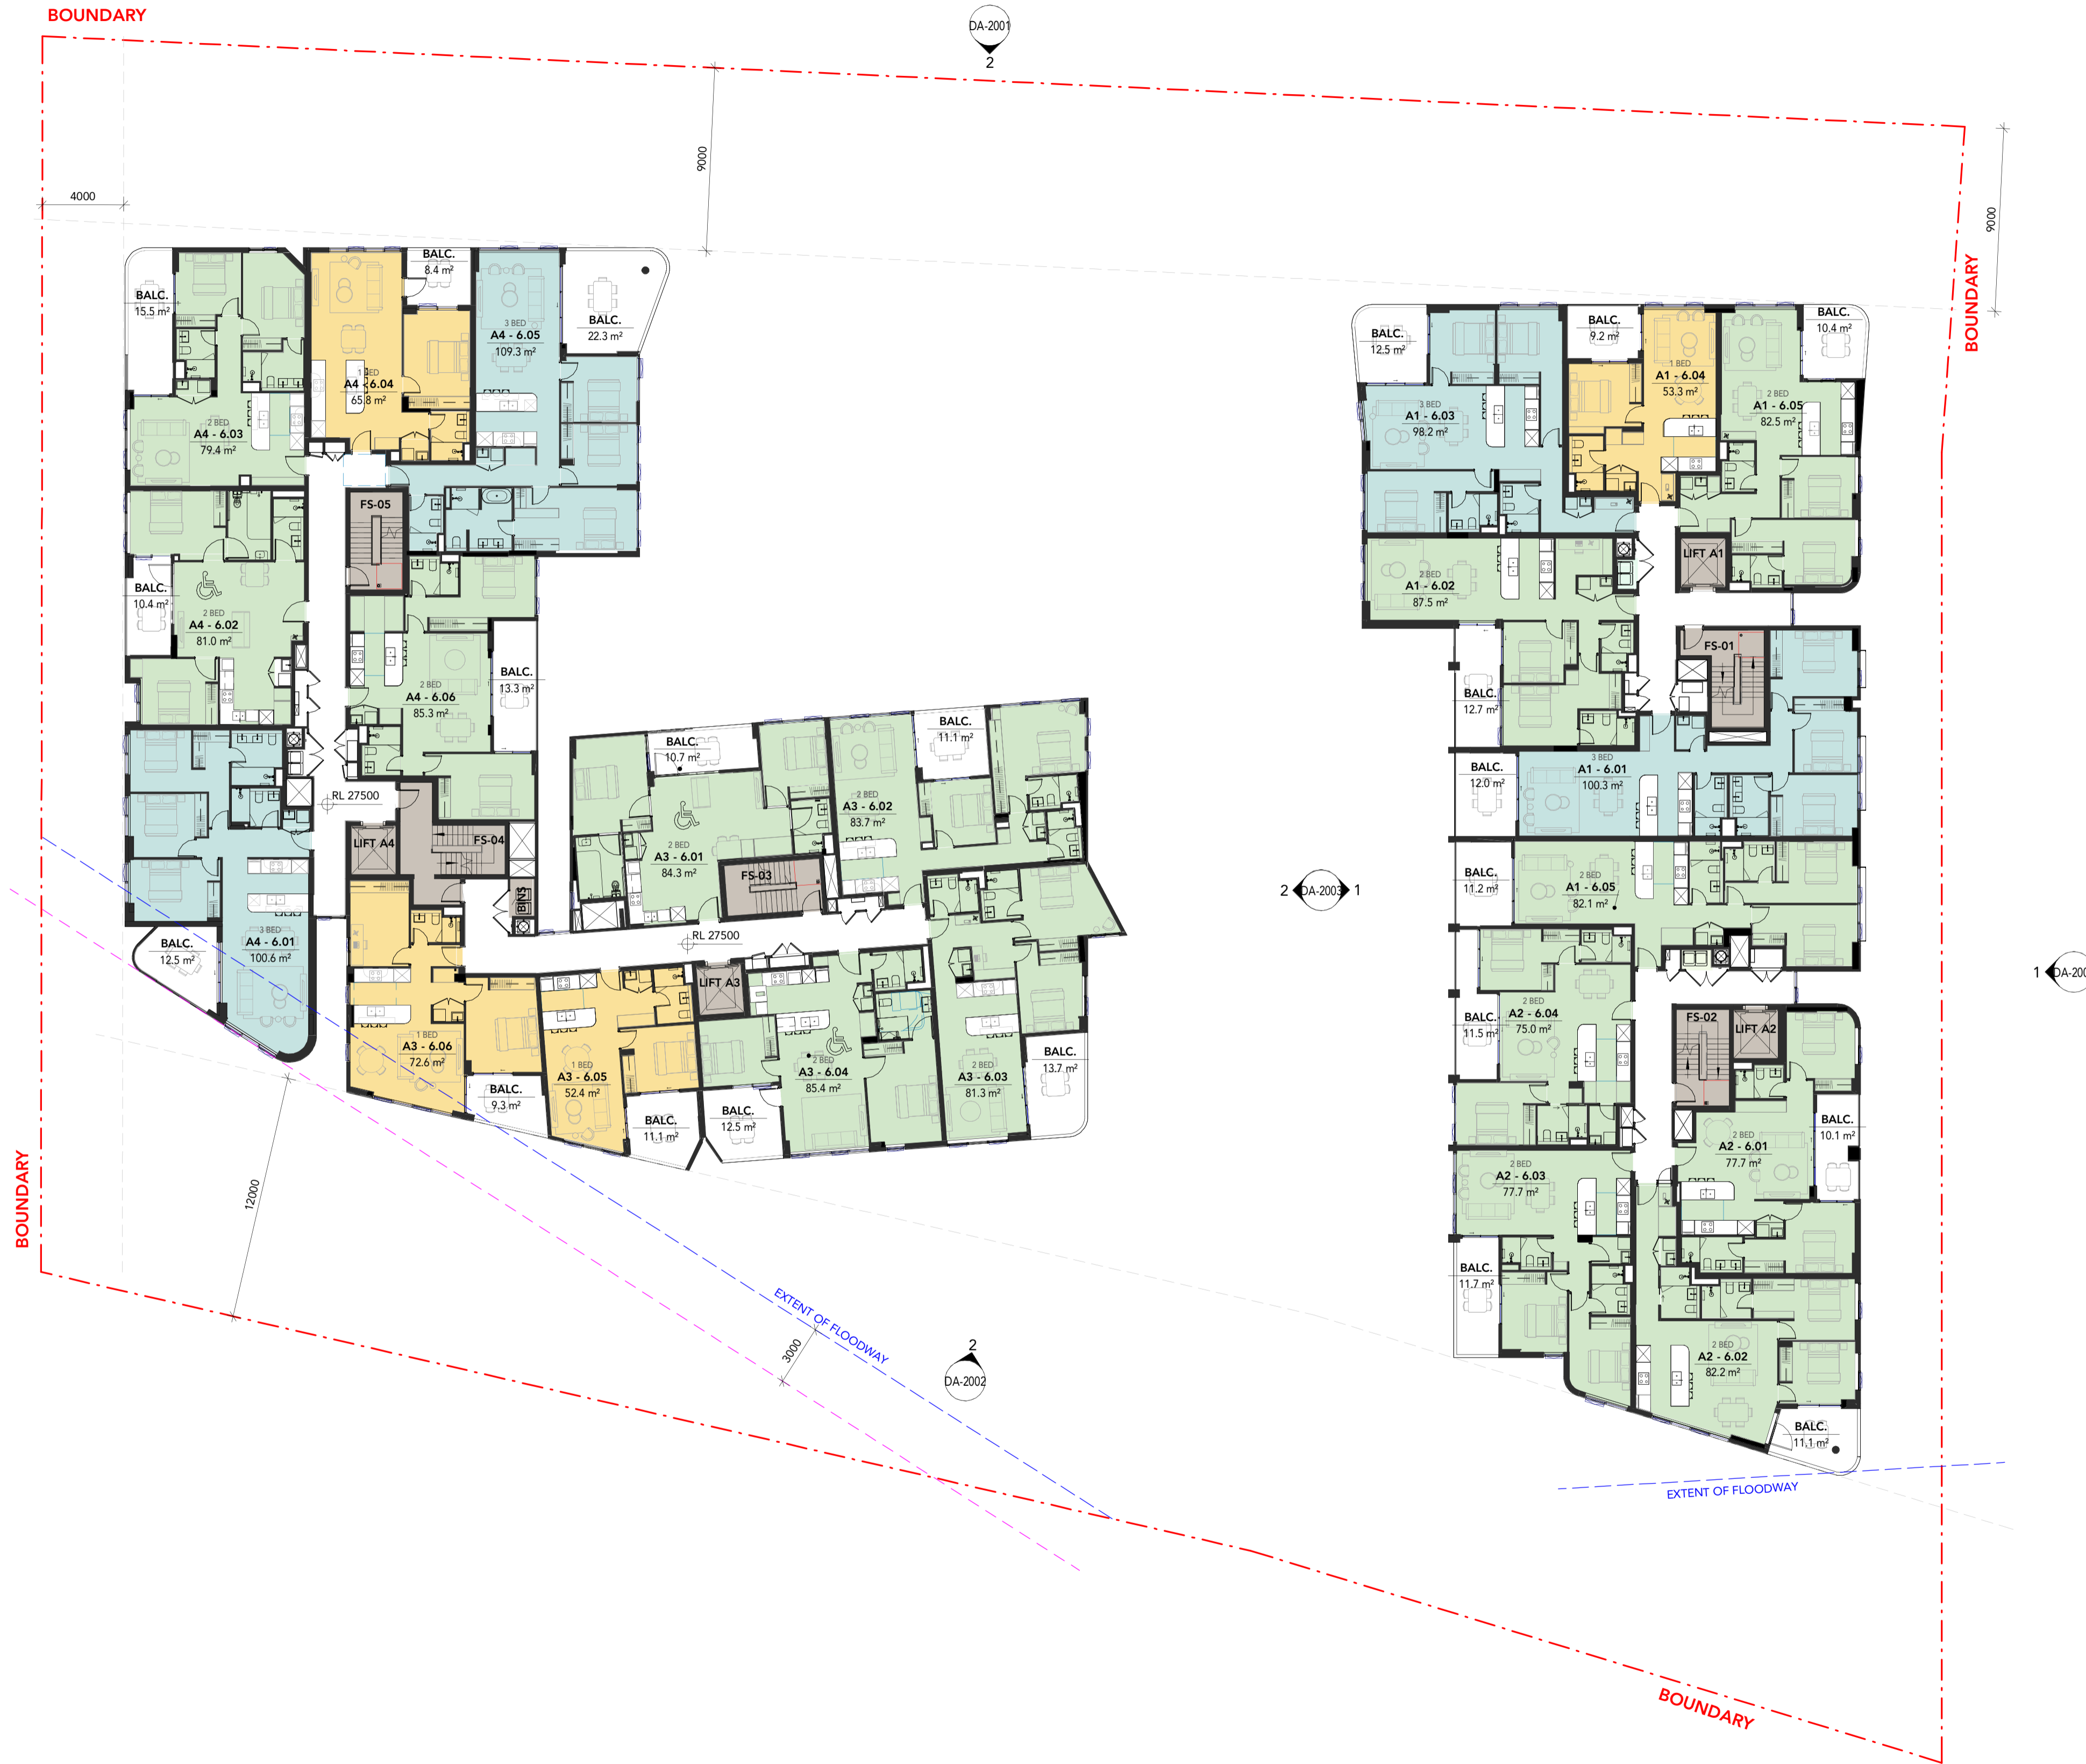 BOUNDARY
DA-2001
2
4000
9000
9000
BOUNDARY
BALC.
15.5 m²
BALC.
8.4 m²
3 BED
A4 - 6.05
109.3 m²
BALC.
22.3 m²
1 BED
A4 - 6.04
65.8 m²
2 BED
A4 - 6.03
79.4 m²
FS-05
BALC.
10.4 m²
2 BED
A4 - 6.02
81.0 m²
2 BED
A4 - 6.06
85.3 m²
BALC.
13.3 m²
RL 27500
LIFT A4
FS-04
BINS
3 BED
A4 - 6.01
100.6 m²
BALC.
12.5 m²
BALC.
10.7 m²
2 BED
A3 - 6.01
84.3 m²
2 BED
A3 - 6.02
83.7 m²
BALC.
11.1 m²
FS-03
RL 27500
LIFT A3
1 BED
A3 - 6.06
72.6 m²
BALC.
9.3 m²
1 BED
A3 - 6.05
52.4 m²
BALC.
11.1 m²
BALC.
12.5 m²
2 BED
A3 - 6.04
85.4 m²
2 BED
A3 - 6.03
81.3 m²
BALC.
13.7 m²
BALC.
12.5 m²
3 BED
A1 - 6.03
98.2 m²
BALC.
9.2 m²
1 BED
A1 - 6.04
53.3 m²
2 BED
A1 - 6.05
82.5 m²
BALC.
10.4 m²
LIFT A1
2 BED
A1 - 6.02
87.5 m²
FS-01
BALC.
12.7 m²
BALC.
12.0 m²
3 BED
A1 - 6.01
100.3 m²
BALC.
11.2 m²
2 BED
A1 - 6.05
82.1 m²
2 DA-2003 1
1 DA-200
2 BED
A2 - 6.04
75.0 m²
BALC.
11.5 m²
FS-02
LIFT A2
2 BED
A2 - 6.01
77.7 m²
BALC.
10.1 m²
2 BED
A2 - 6.03
77.7 m²
BALC.
11.7 m²
2 BED
A2 - 6.02
82.2 m²
BALC.
11.1 m²
BOUNDARY
12000
EXTENT OF FLOODWAY
3000
2
DA-2002
EXTENT OF FLOODWAY
BOUNDARY